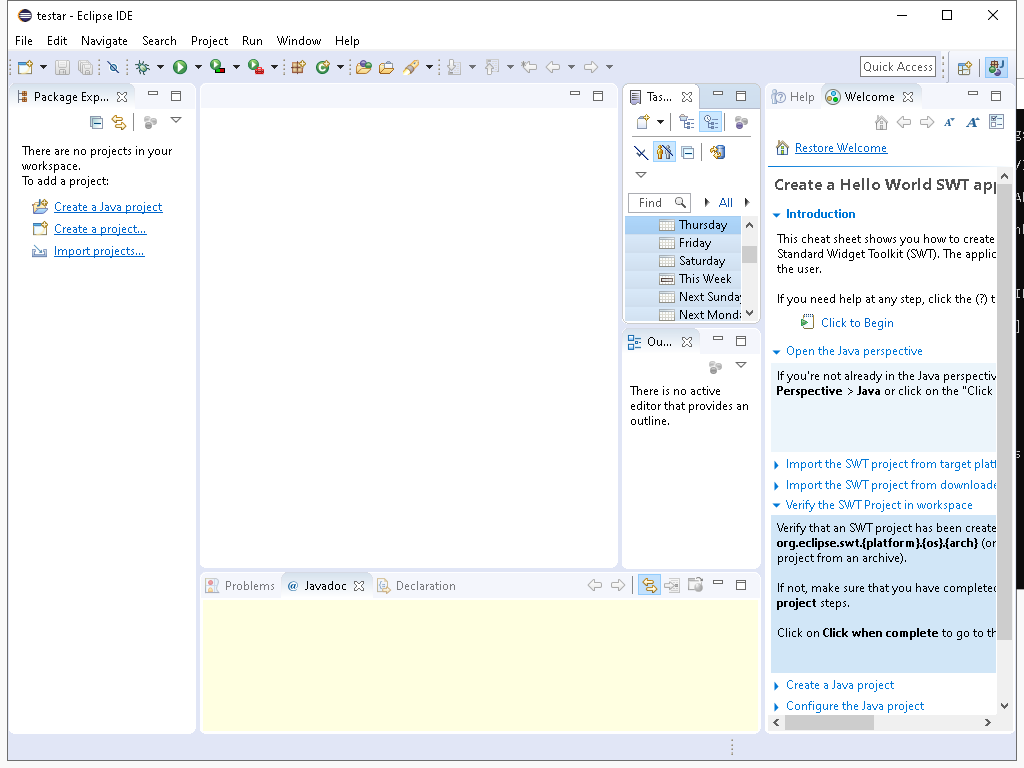 testar - Eclipse IDE
File Edit Navigate Search Project Run Window Help
Quick Access
Package Exp...
There are no projects in your
workspace.
To add a project:
Create a Java project
Create a project...
Import projects...
Tas...
Find
All
Thursday
Friday
Saturday
This Week
Next Sunday
Next Mond
Ou...
There is no active
editor that provides an
outline.
Problems
@ Javadoc
Declaration
Help
Welcome
Restore Welcome
Create a Hello World SWT app
Introduction
This cheat sheet shows you how to create
Standard Widget Toolkit (SWT). The applic
the user.
If you need help at any step, click the (?) t
Click to Begin
Open the Java perspective
If you're not already in the Java perspectiv
Perspective > Java or click on the "Click
Import the SWT project from target platf
Import the SWT project from downloade
Verify the SWT Project in workspace
Verify that an SWT project has been create
org.eclipse.swt.{platform}.{os}.{arch} (or
project from an archive).
If not, make sure that you have completed
project steps.
Click on Click when complete to go to th
Create a Java project
Configure the Java project